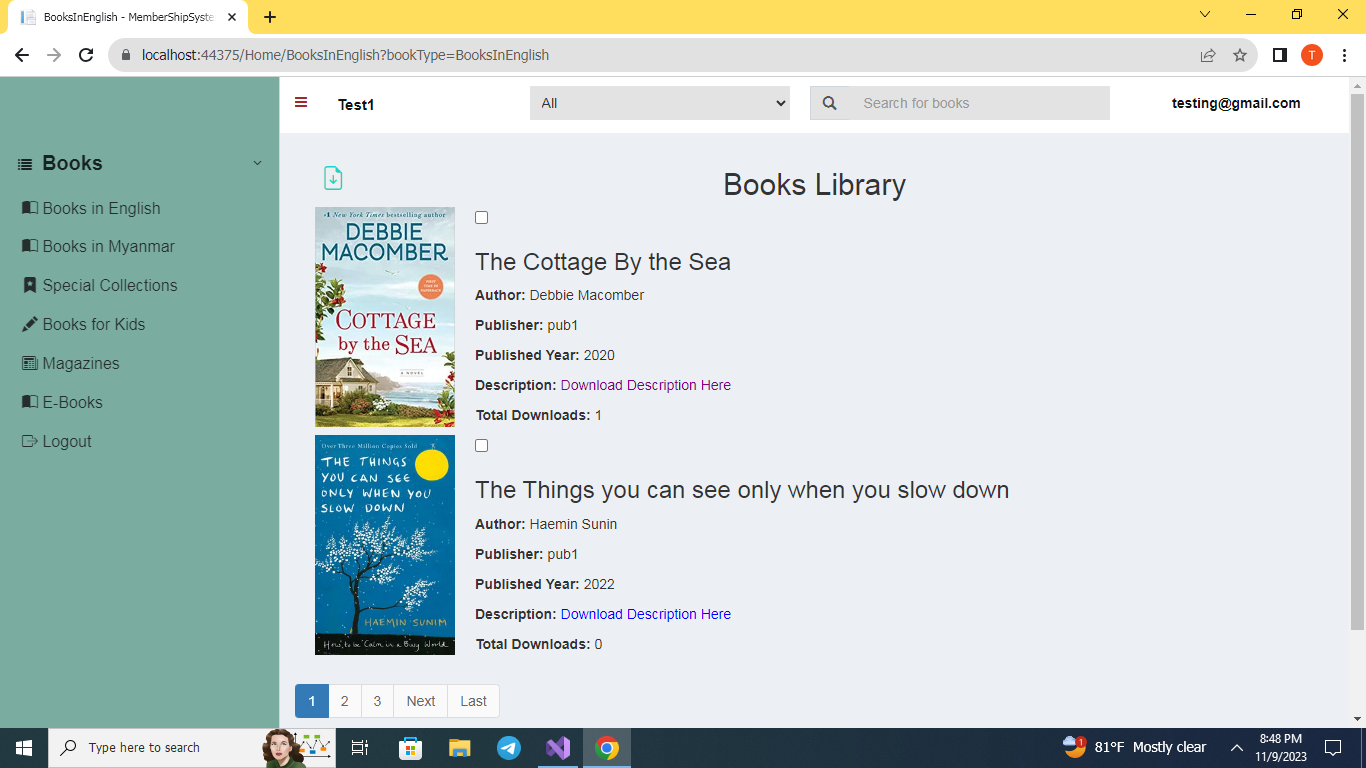 BooksInEnglish - MemberShipSyste
localhost:44375/Home/BooksInEnglish?bookType=BooksInEnglish
T
Test1
All
Search for books
testing@gmail.com
Books
Books in English
Books in Myanmar
Special Collections
Books for Kids
Magazines
E-Books
Logout
Books Library
#1 New York Times bestselling author
DEBBIE
MACOMBER
COTTAGE
by the SEA
A NOVEL
The Cottage By the Sea
Author: Debbie Macomber
Publisher: pub1
Published Year: 2020
Description: Download Description Here
Total Downloads: 1
Over Three Million Copies Sold
THE THINGS
YOU CAN SEE
ONLY WHEN YOU
SLOW DOWN
HAEMIN SUNIM
How to be Calm in a Busy World
The Things you can see only when you slow down
Author: Haemin Sunin
Publisher: pub1
Published Year: 2022
Description: Download Description Here
Total Downloads: 0
1 2 3 Next Last
Type here to search
1
81°F Mostly clear
8:48 PM
11/9/2023